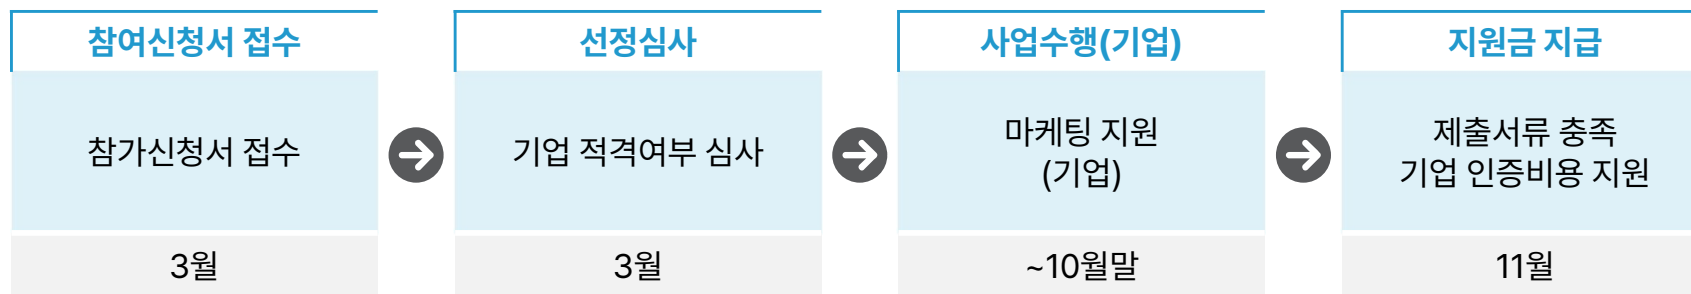 참여신청서 접수
선정심사
사업수행(기업)
지원금 지급
참가신청서 접수
기업 적격여부 심사
마케팅 지원
(기업)
제출서류 충족
기업 인증비용 지원
3월
3월
~10월말
11월